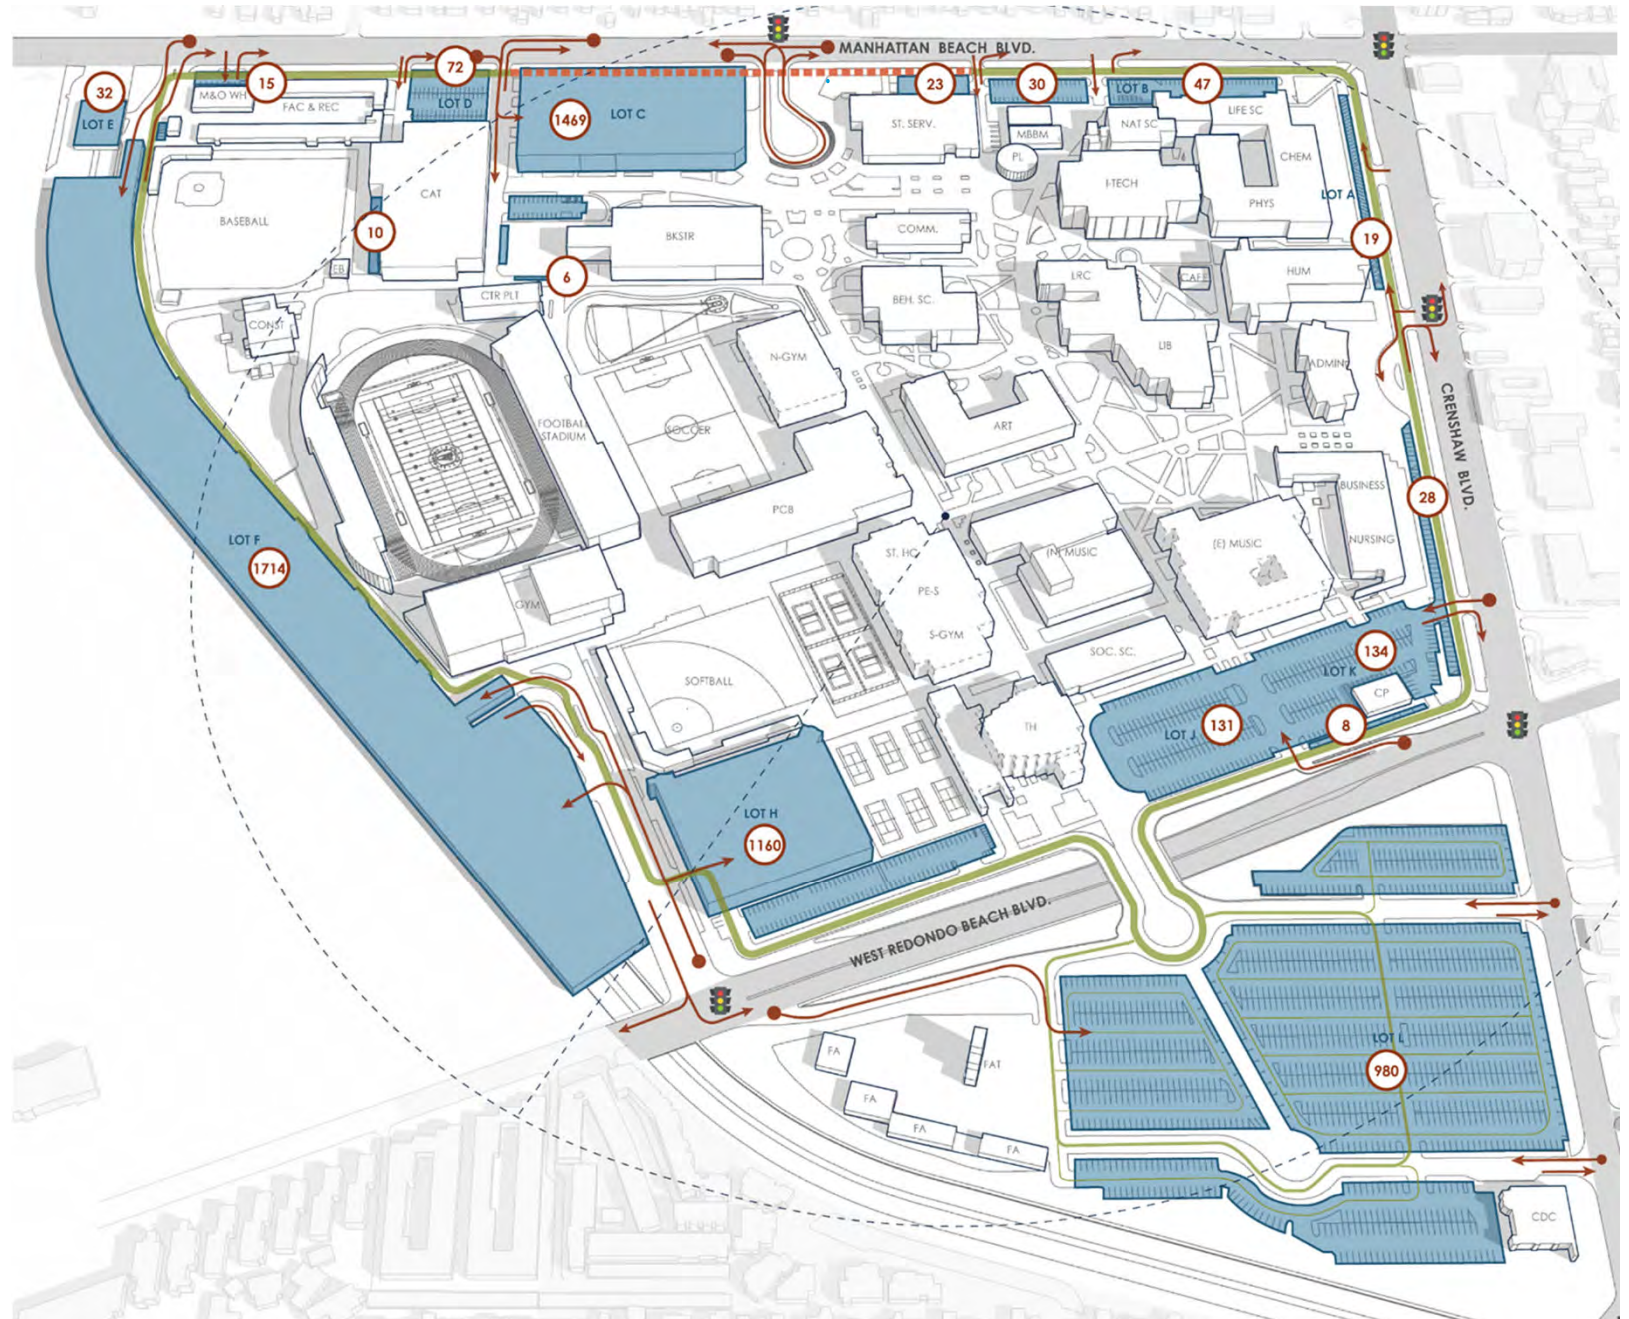 MANHATTAN BEACH BLVD.
32
LOT E
15
M&O WH
FAC & REC
72
LOT D
1469
LOT C
23
ST. SERV.
30
MBBM
PL
LOT B
47
NAT SC
LIFE SC
CHEM
I-TECH
PHYS
LOT A
19
BASEBALL
10
CAT
EB
6
BKSTR
CTR PLT
COMM.
BEH. SC.
LRC
CAFE
HUM
LIB
ADMIN
CONST
FOOTBALL
STADIUM
SOCCER
N-GYM
ART
PCB
CRENSHAW BLVD.
BUSINESS
28
NURSING
LOT F
1714
GYM
ST. HC
PE-S
S-GYM
(N) MUSIC
(E) MUSIC
SOC. SC.
SOFTBALL
TH
134
LOT K
CP
131
LOT J
8
LOT H
1160
WEST REDONDO BEACH BLVD.
FA
FAT
FA
FA
FA
LOT L
980
CDC